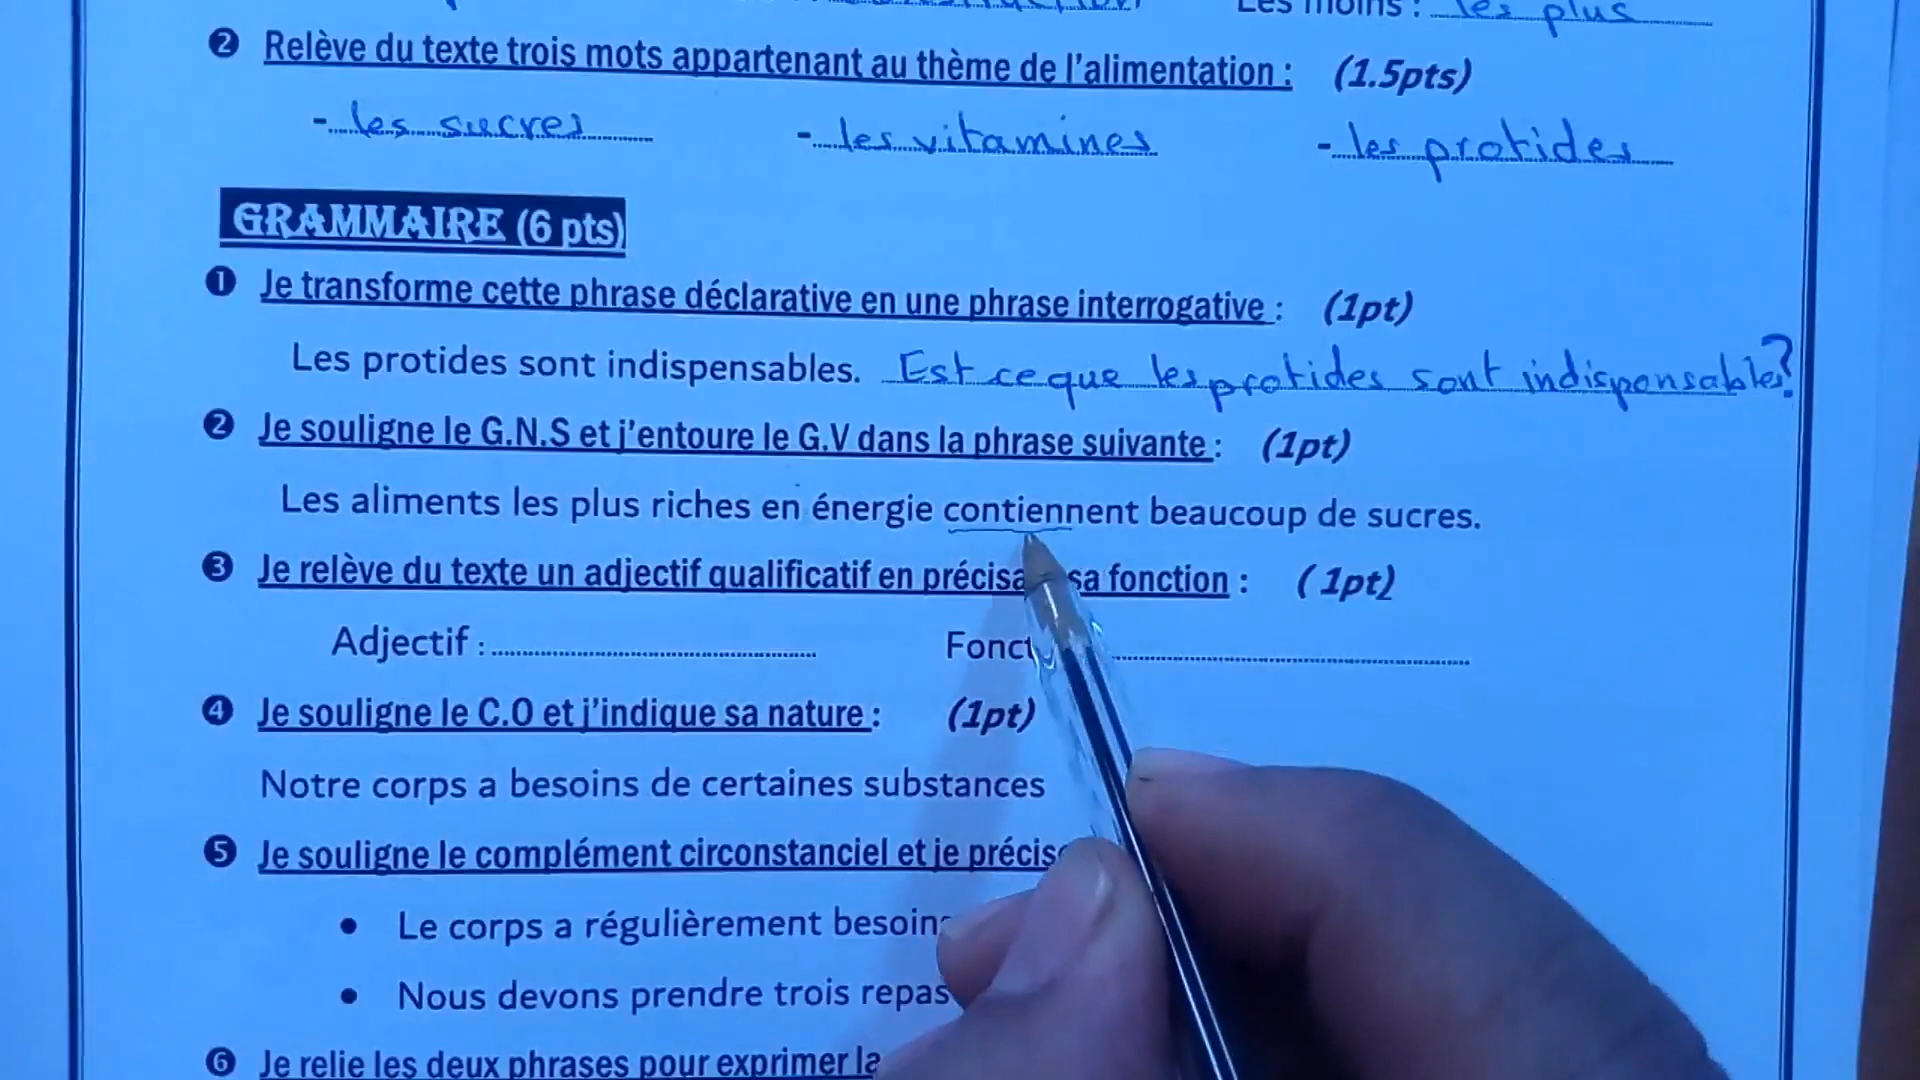 Les moins : les plus
❷ Relève du texte trois mots appartenant au thème de l'alimentation : (1.5pts)
- les sucres - les vitamines - les protides
GRAMMAIRE (6 pts)
❶ Je transforme cette phrase déclarative en une phrase interrogative : (1pt)
Les protides sont indispensables. Est ce que les protides sont indispensables?
❷ Je souligne le G.N.S et j'entoure le G.V dans la phrase suivante : (1pt)
Les aliments les plus riches en énergie contiennent beaucoup de sucres.
❸ Je relève du texte un adjectif qualificatif en précisa sa fonction : ( 1pt)
Adjectif : Fonct
❹ Je souligne le C.O et j'indique sa nature : (1pt)
Notre corps a besoins de certaines substances
❺ Je souligne le complément circonstanciel et je précis
Le corps a régulièrement besoin
Nous devons prendre trois repas
❻ Je relie les deux phrases pour exprimer la